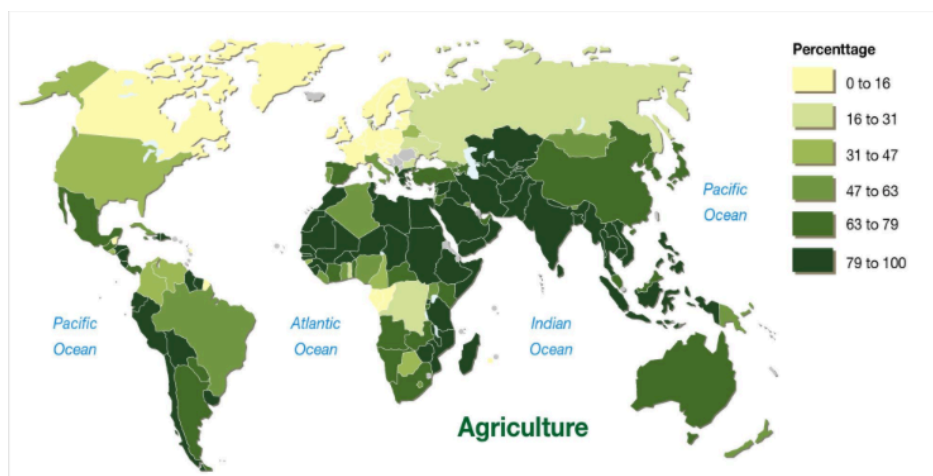 Percenttage
0 to 16
16 to 31
31 to 47
47 to 63
63 to 79
79 to 100
Pacific
Ocean
Pacific
Ocean
Atlantic
Ocean
Indian
Ocean
Agriculture